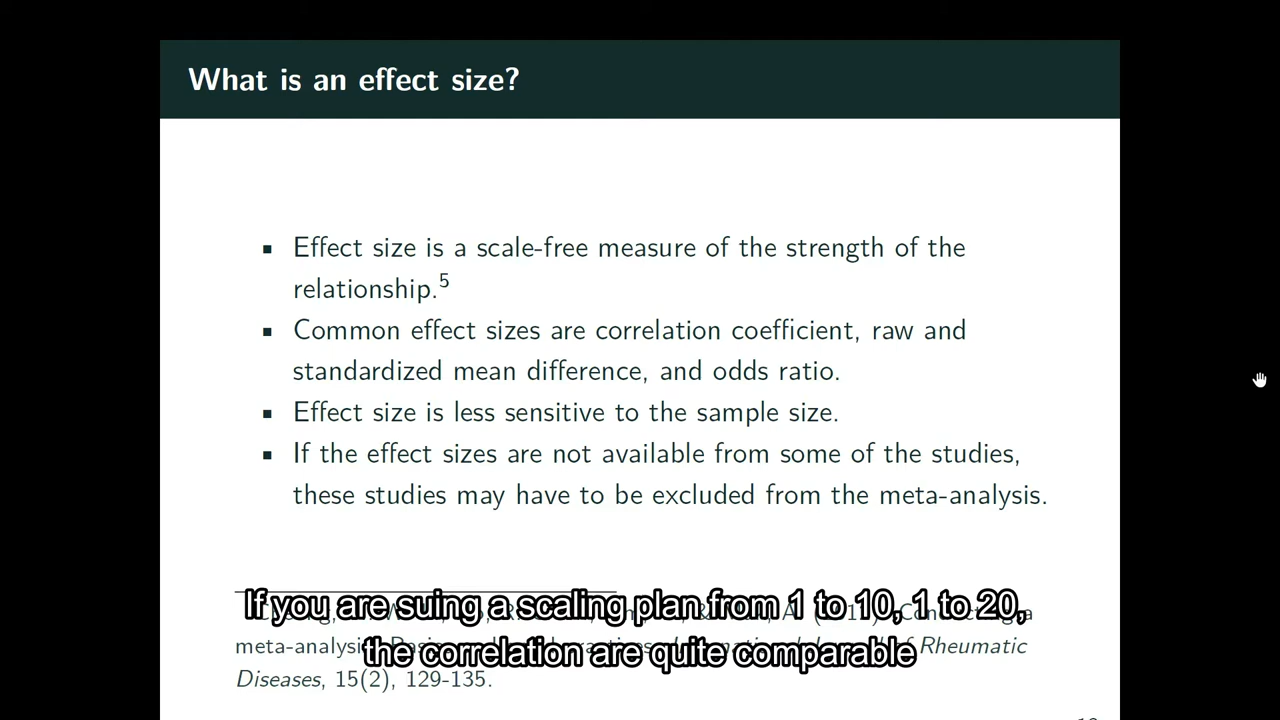 What is an effect size?
▪ Effect size is a scale-free measure of the strength of the
relationship.5
▪ Common effect sizes are correlation coefficient, raw and
standardized mean difference, and odds ratio.
▪ Effect size is less sensitive to the sample size.
▪ If the effect sizes are not available from some of the studies,
these studies may have to be excluded from the meta-analysis.
If you are suing a scaling plan from 1 to 10, 1 to 20,
the correlation are quite comparable
meta-analysis
Rheumatic
Diseases, 15(2), 129-135.